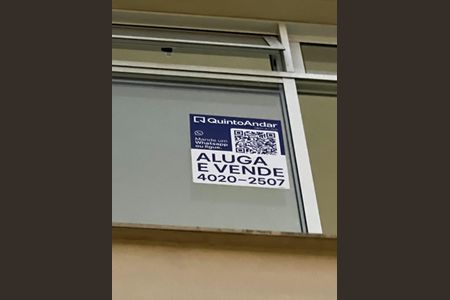 QuintoAndar
Mande um
Whatsapp
ou ligue.
ALUGA
E VENDE
4020-2507